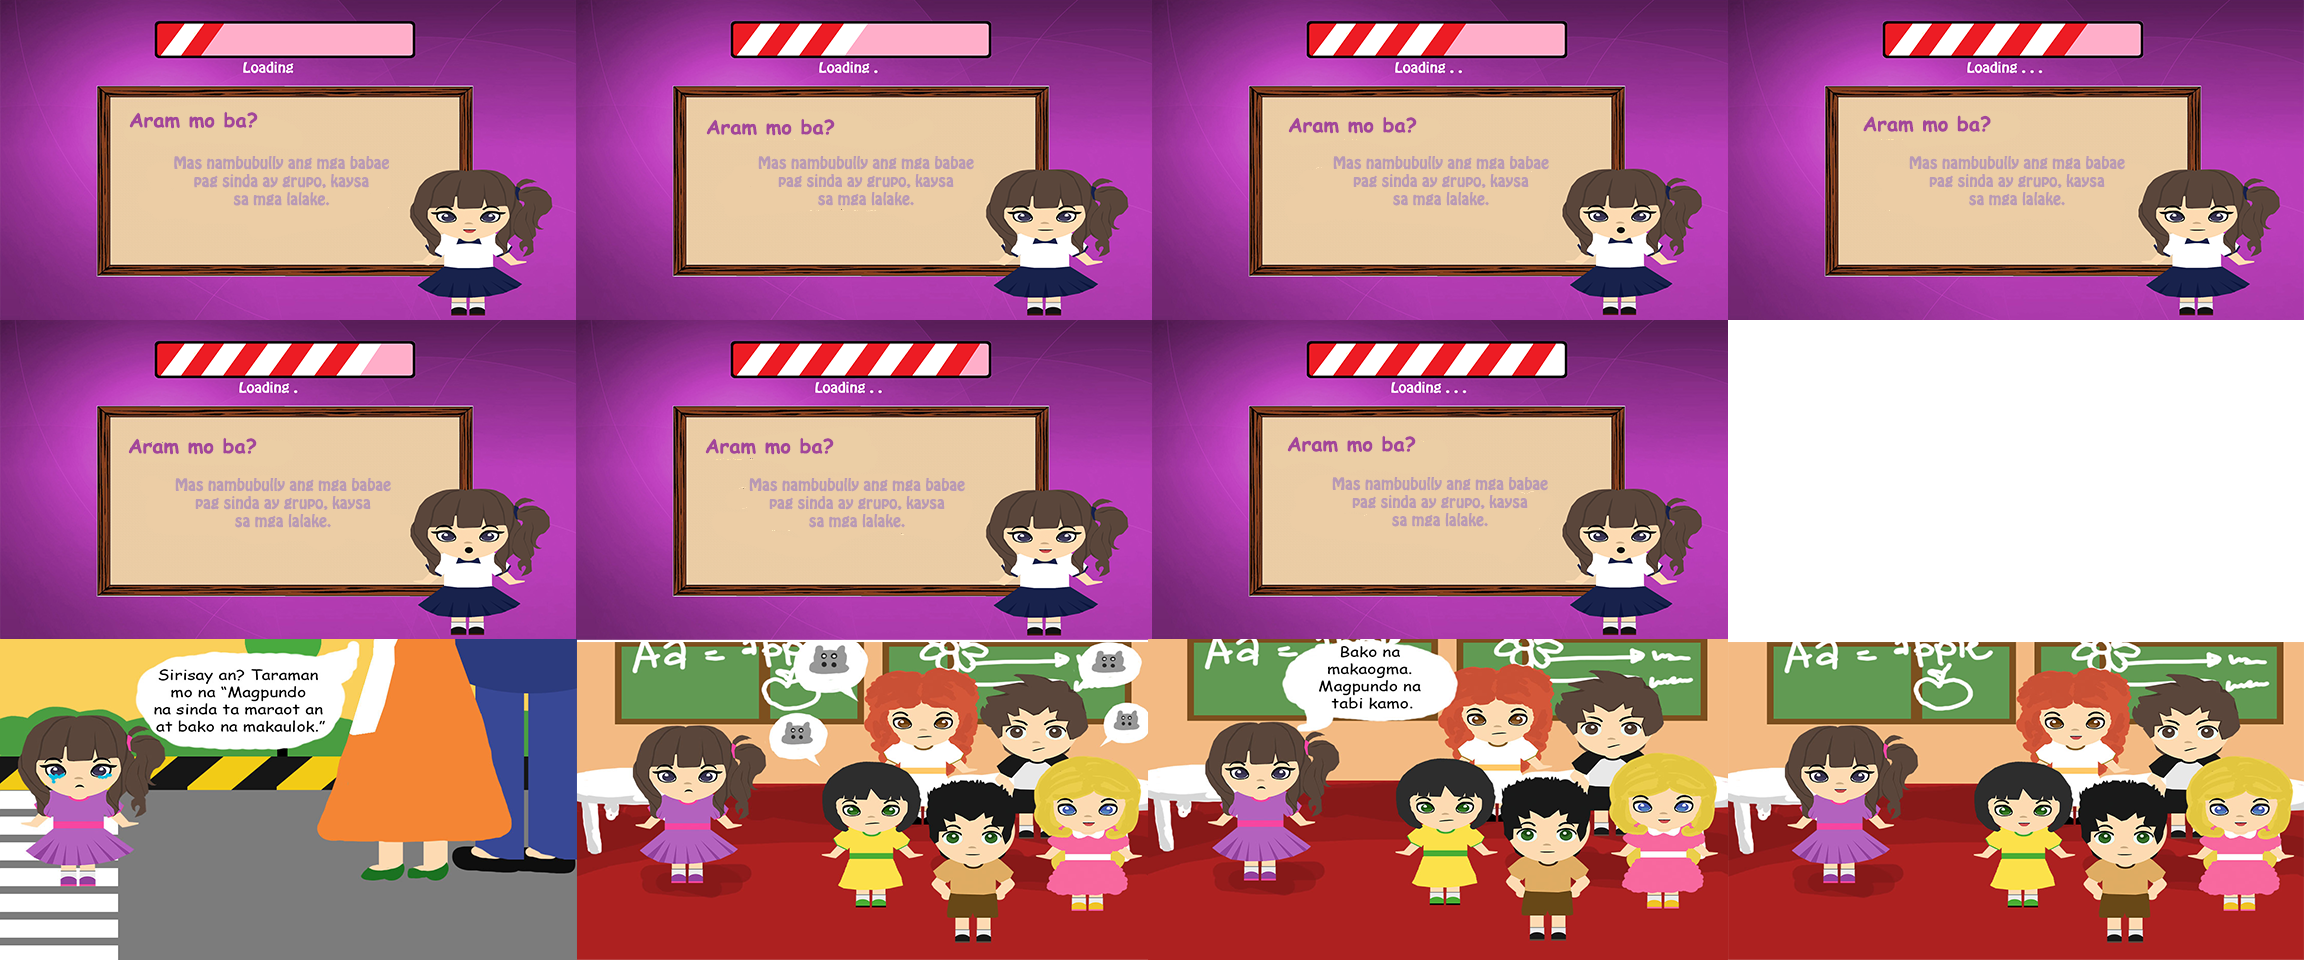 Loading
Aram mo ba?
Mas nambubully ang mga babae
pag sinda ay grupo, kaysa
sa mga lalake.
Loading .
Aram mo ba?
Mas nambubully ang mga babae
pag sinda ay grupo, kaysa
sa mga lalake.
Loading . .
Aram mo ba?
Mas nambubully ang mga babae
pag sinda ay grupo, kaysa
sa mga lalake.
Loading . . .
Aram mo ba?
Mas nambubully ang mga babae
pag sinda ay grupo, kaysa
sa mga lalake.
Loading .
Aram mo ba?
Mas nambubully ang mga babae
pag sinda ay grupo, kaysa
sa mga lalake.
Loading . .
Aram mo ba?
Mas nambubully ang mga babae
pag sinda ay grupo, kaysa
sa mga lalake.
Loading . . .
Aram mo ba?
Mas nambubully ang mga babae
pag sinda ay grupo, kaysa
sa mga lalake.
Sirisay an? Taraman
mo na “Magpundo
na sinda ta maraot an
at bako na makaulok.”
Aa =
Aa =
Bako na
makaogma.
Magpundo na
tabi kamo.
Aa = apple